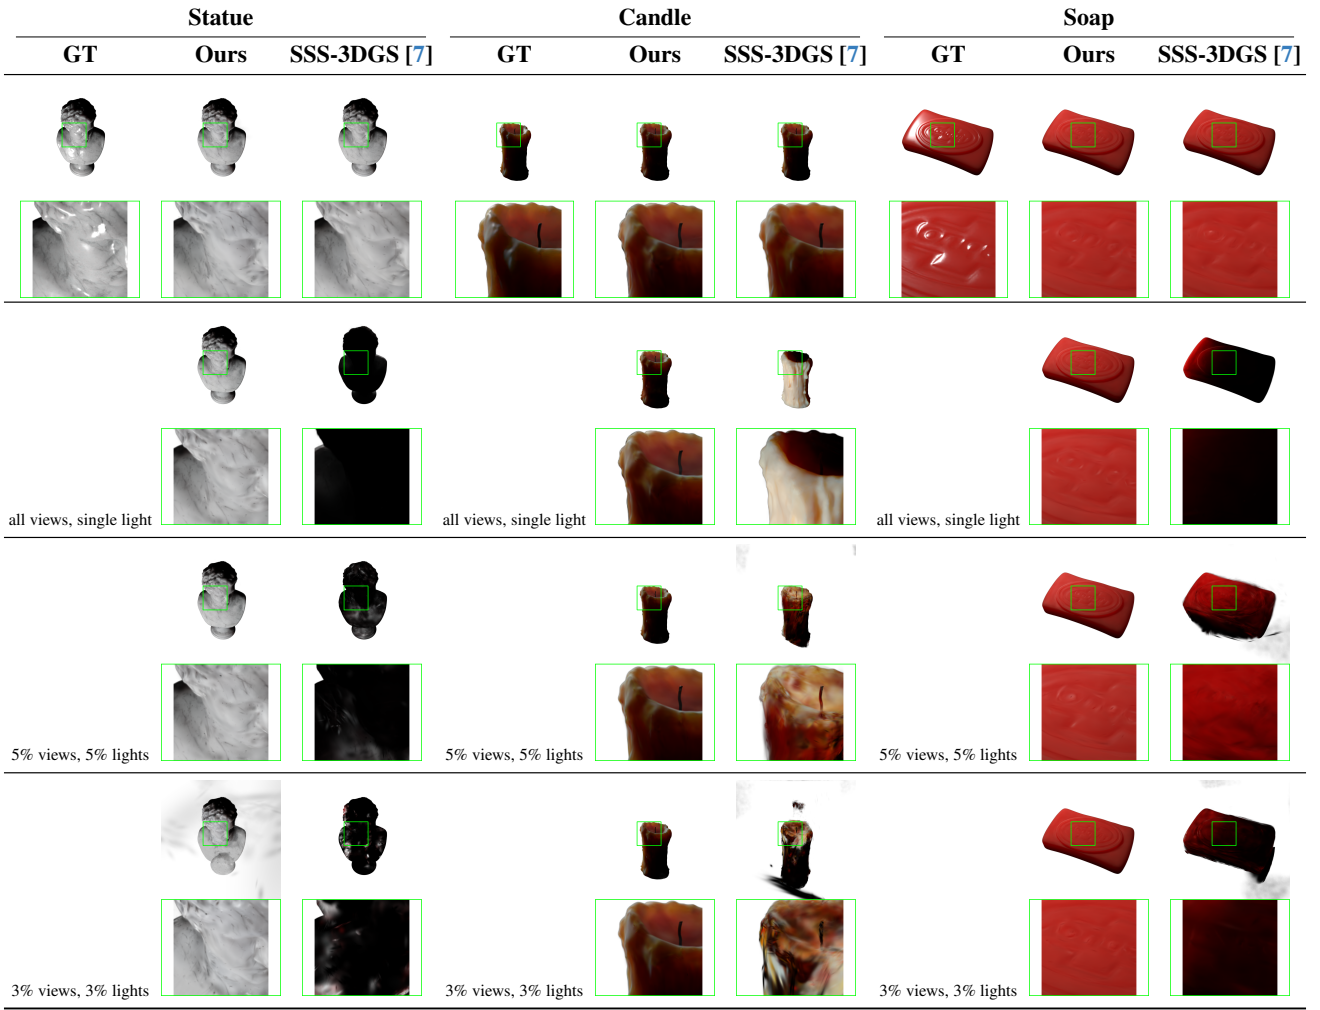 Statue Candle Soap
GT Ours SSS-3DGS [7] GT Ours SSS-3DGS [7] GT Ours SSS-3DGS [7]
all views, single light all views, single light all views, single light
5% views, 5% lights 5% views, 5% lights 5% views, 5% lights
3% views, 3% lights 3% views, 3% lights 3% views, 3% lights